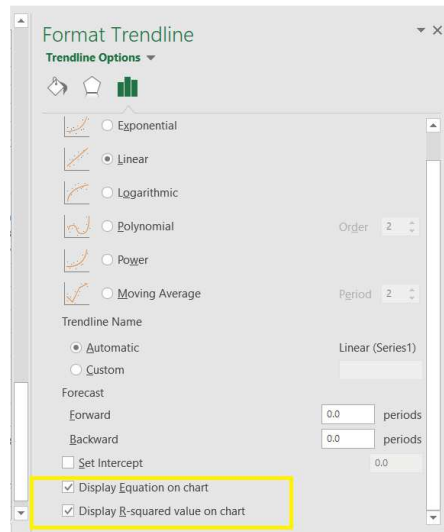 Format Trendline
Trendline Options
Exponential
Linear
Logarithmic
Polynomial Order 2
Power
Moving Average Period 2
Trendline Name
Automatic Linear (Series1)
Custom
Forecast
Forward 0.0 periods
Backward 0.0 periods
Set Intercept 0.0
Display Equation on chart
Display R-squared value on chart